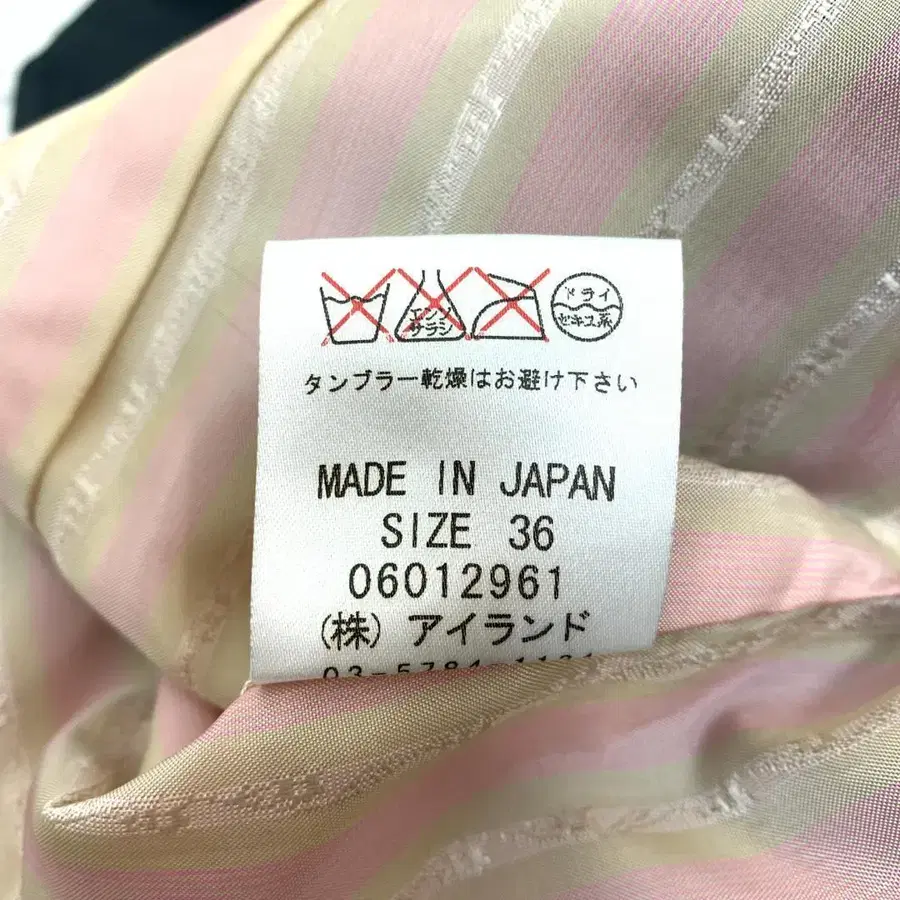 エンソ サラシ ドライ セキユ系
タンブラー乾燥はお避け下さい
MADE IN JAPAN
SIZE 36
06012961
(株) アイランド